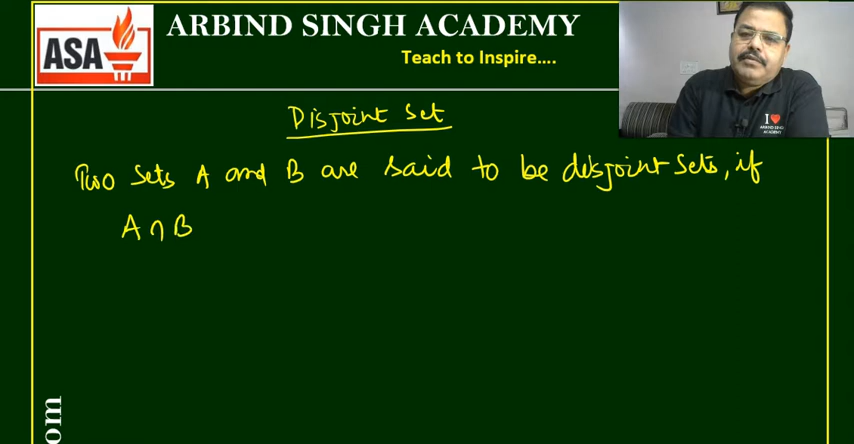 ASA
ARBIND SINGH ACADEMY
Teach to Inspire....
I ❤
ARBIND SINGH
ACADEMY
Disjoint Set
Two Sets A and B are said to be disjoint Sets, if
A ∩ B
om